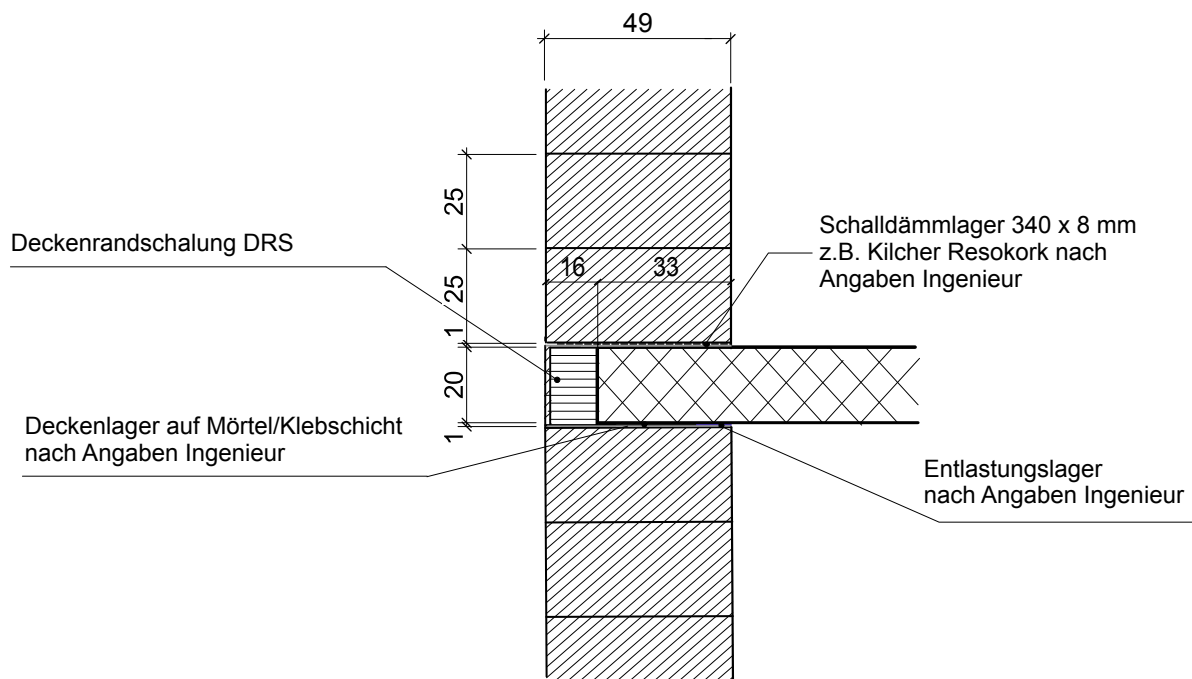 49
25
Schalldämmlager 340 x 8 mm
z.B. Kilcher Resokork nach
Angaben Ingenieur
Deckenrandschalung DRS
16
33
25
1
20
Deckenlager auf Mörtel/Klebschicht
nach Angaben Ingenieur
1
Entlastungslager
nach Angaben Ingenieur